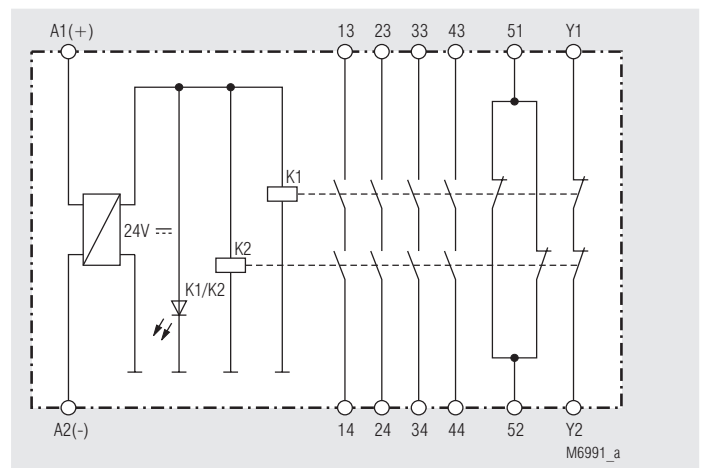 A1(+) 13 23 33 43 51 Y1
K1
24V
K2
K1/K2
A2(-) 14 24 34 44 52 Y2
M6991_a